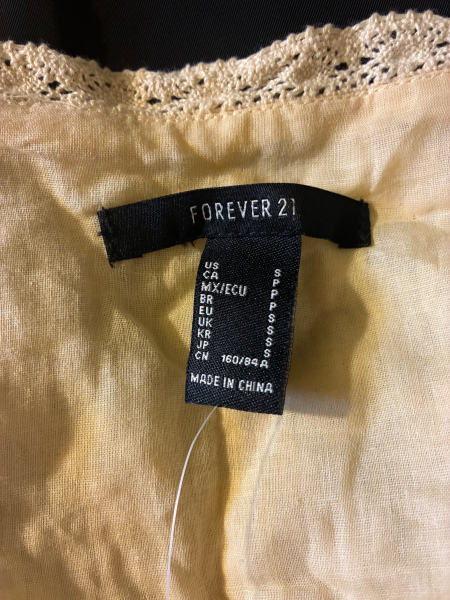 FOREVER 21
US S
CA P
MX/ECU P
BR P
EU S
UK S
KR S
JP S
CN 160/84A
MADE IN CHINA